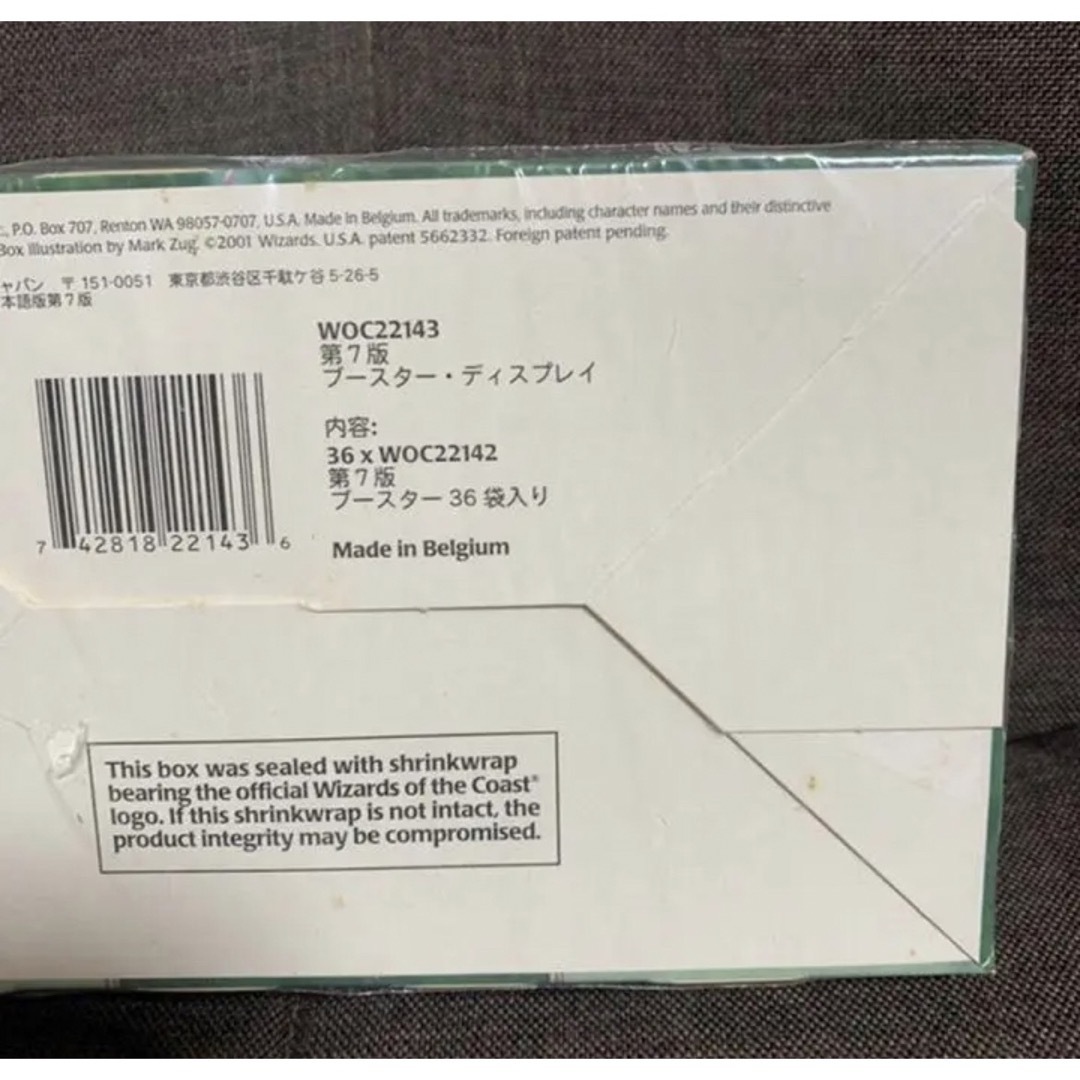 P.O. Box 707, Renton WA 98057-0707, U.S.A. Made in Belgium. All trademarks, including character names and their distinctive
Box illustration by Mark Zug. ©2001 Wizards. U.S.A. patent 5662332. Foreign patent pending.
ャパン 〒151-0051 東京都渋谷区千駄ケ谷 5-26-5
本語版第7版
WOC22143
第7版
ブースター・ディスプレイ
内容:
36 x WOC22142
第7版
ブースター 36 袋入り
7 42818 22143 6
Made in Belgium
This box was sealed with shrinkwrap
bearing the official Wizards of the Coast®
logo. If this shrinkwrap is not intact, the
product integrity may be compromised.